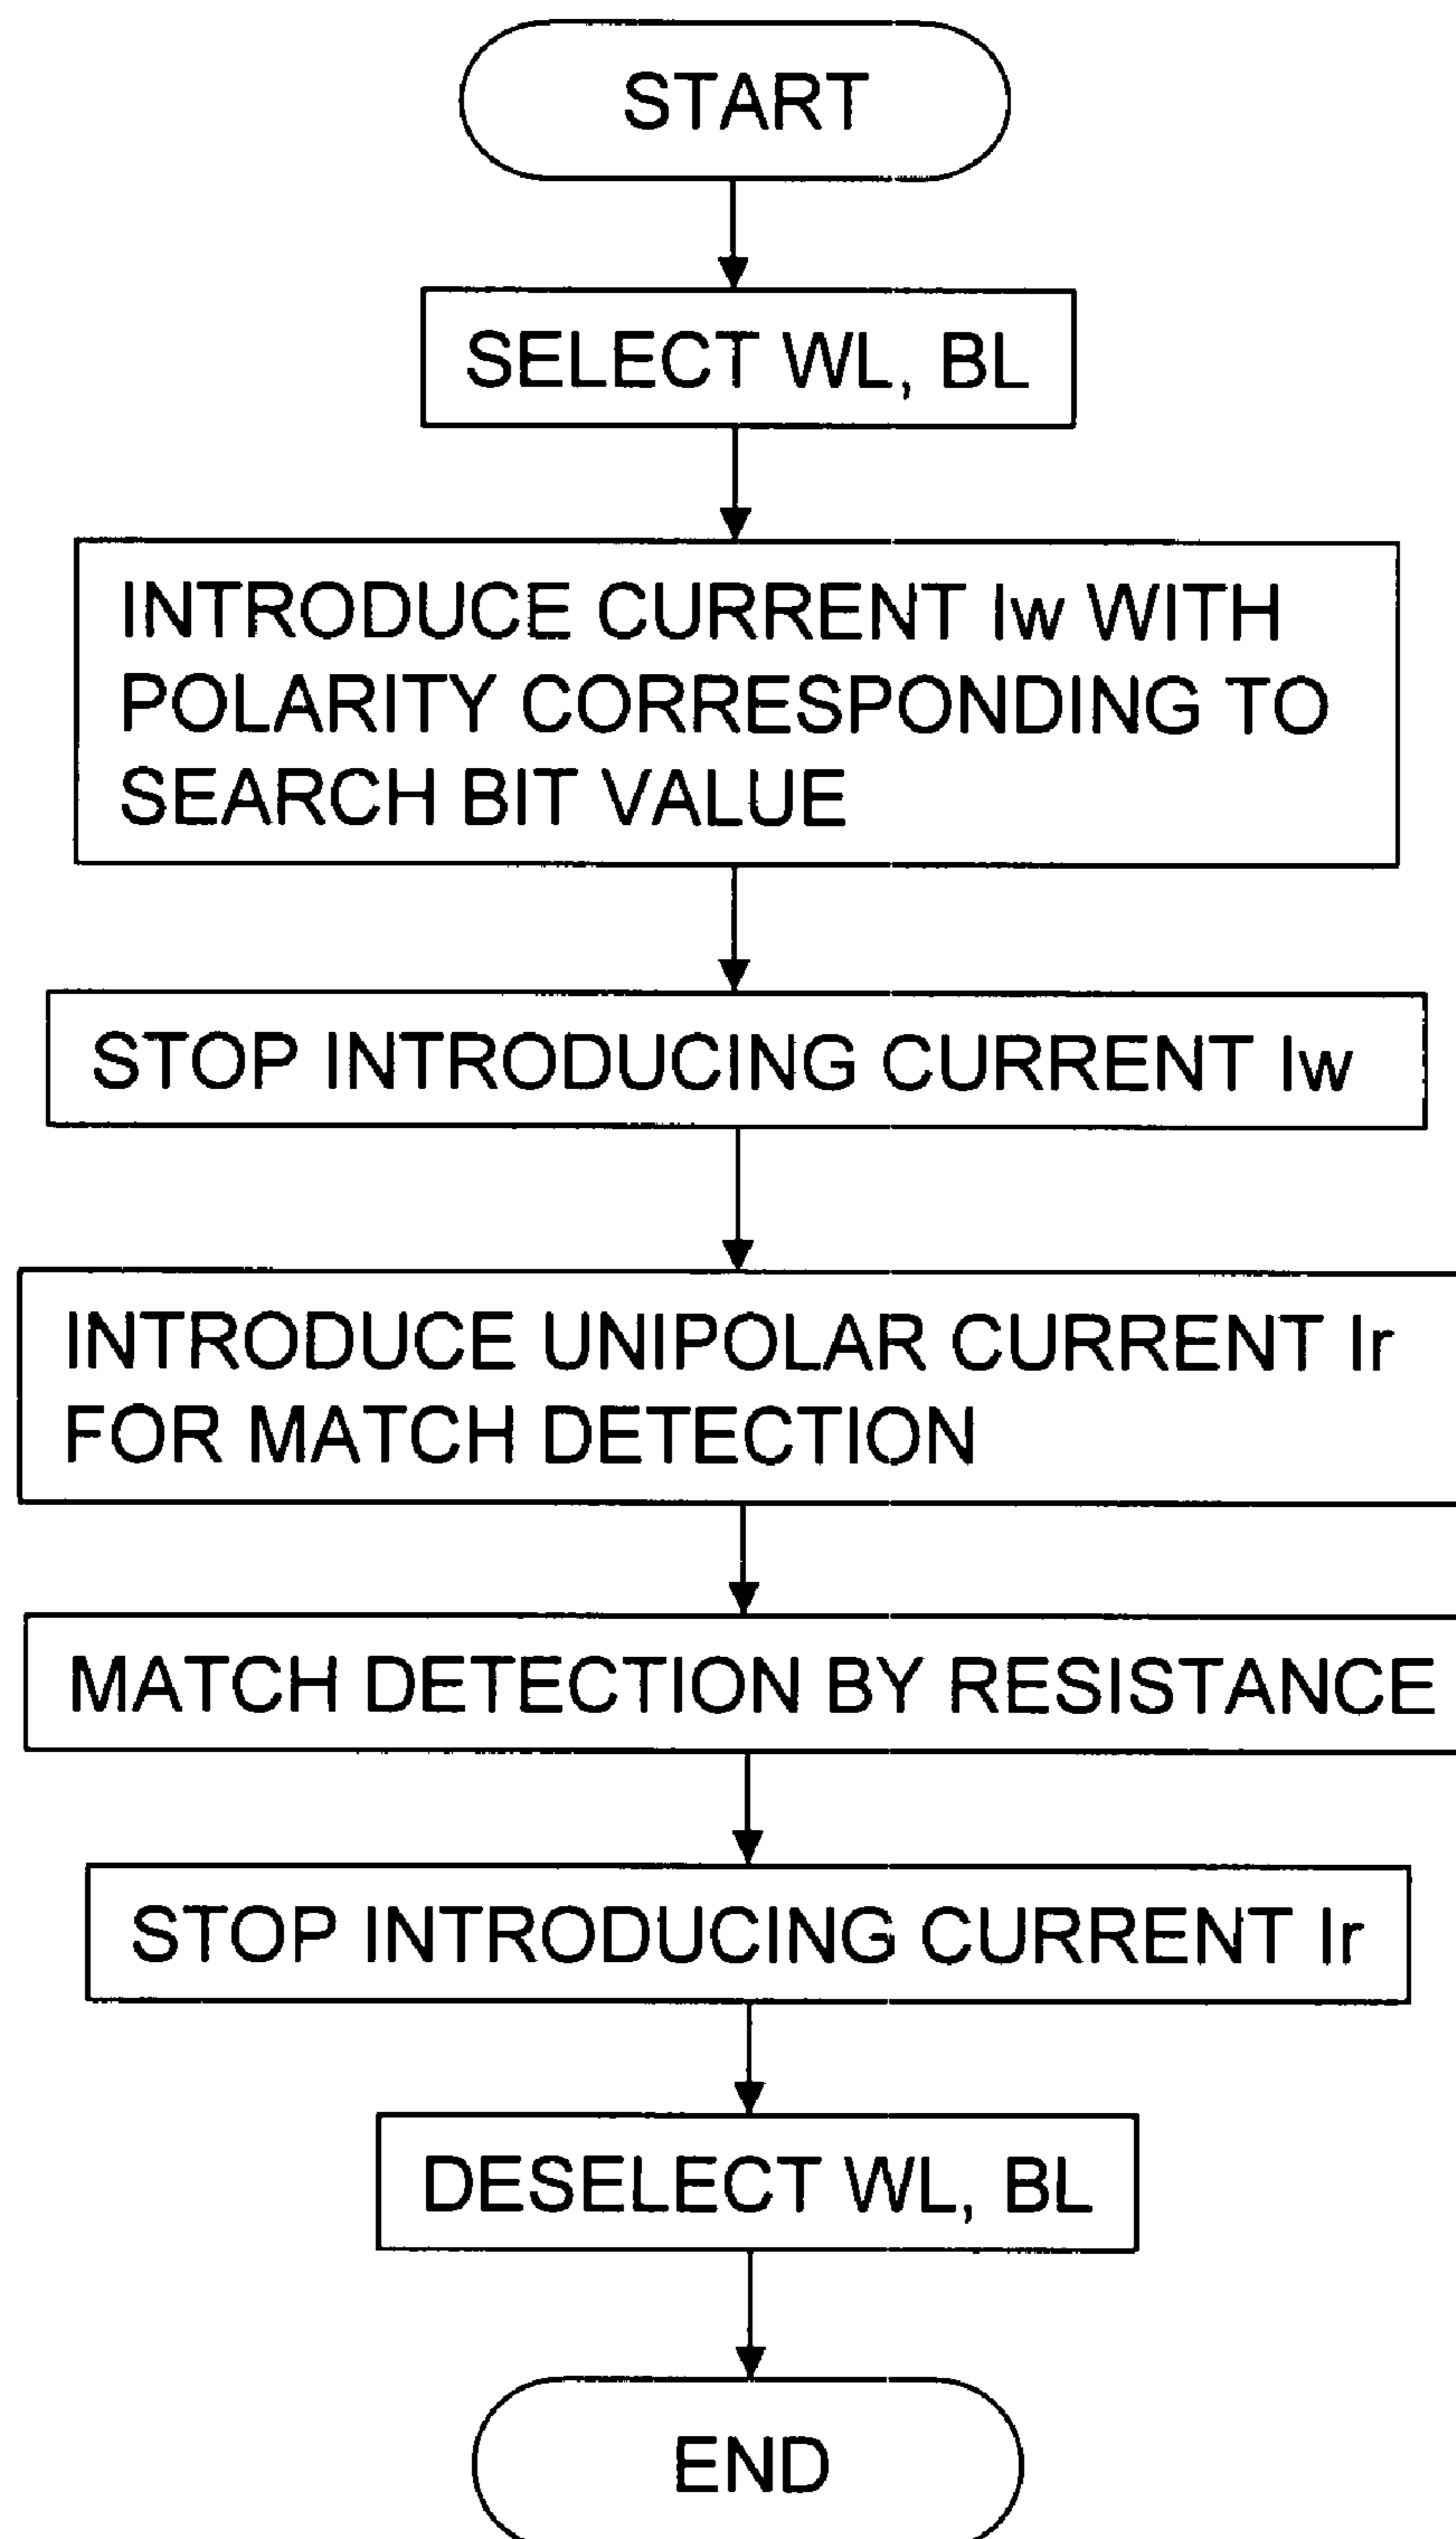 START
SELECT WL, BL
INTRODUCE CURRENT Iw WITH
POLARITY CORRESPONDING TO
SEARCH BIT VALUE
STOP INTRODUCING CURRENT Iw
INTRODUCE UNIPOLAR CURRENT Ir
FOR MATCH DETECTION
MATCH DETECTION BY RESISTANCE
STOP INTRODUCING CURRENT Ir
DESELECT WL, BL
END